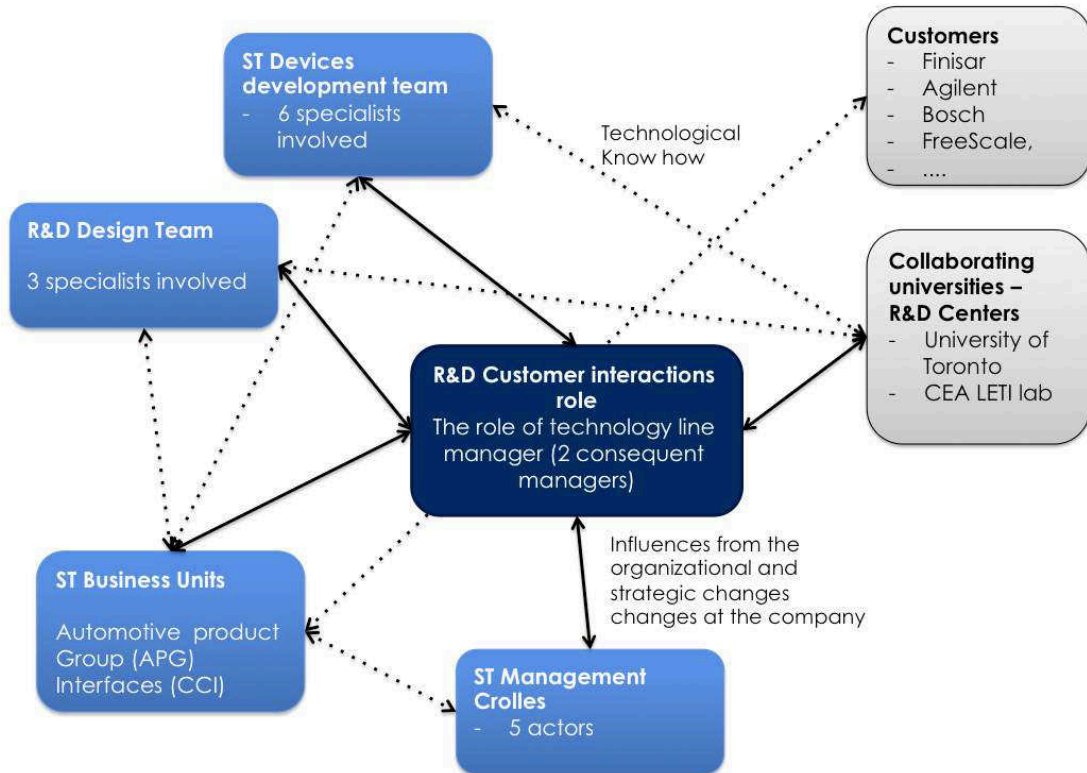 ST Devices
development team
- 6 specialists
involved
Customers
- Finisar
- Agilent
- Bosch
- FreeScale,
- ....
Technological
Know how
R&D Design Team
3 specialists involved
Collaborating
universities –
R&D Centers
- University of
Toronto
- CEA LETI lab
R&D Customer interactions
role
The role of technology line
manager (2 consequent
managers)
Influences from the
organizational and
strategic changes
changes at the company
ST Business Units
Automotive product
Group (APG)
Interfaces (CCI)
ST Management
Crolles
- 5 actors